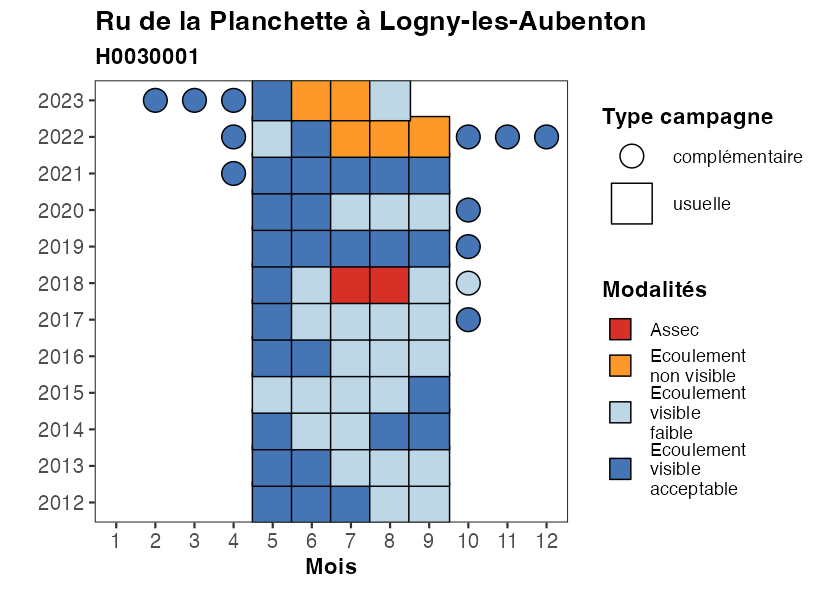 Ru de la Planchette à Logny-les-Aubenton
H0030001
2023
2022
2021
2020
2019
2018
2017
2016
2015
2014
2013
2012
1 2 3 4 5 6 7 8 9 10 11 12
Mois
Type campagne
complémentaire
usuelle
Modalités
Assec
Ecoulement
non visible
Ecoulement
visible
faible
Ecoulement
visible
acceptable